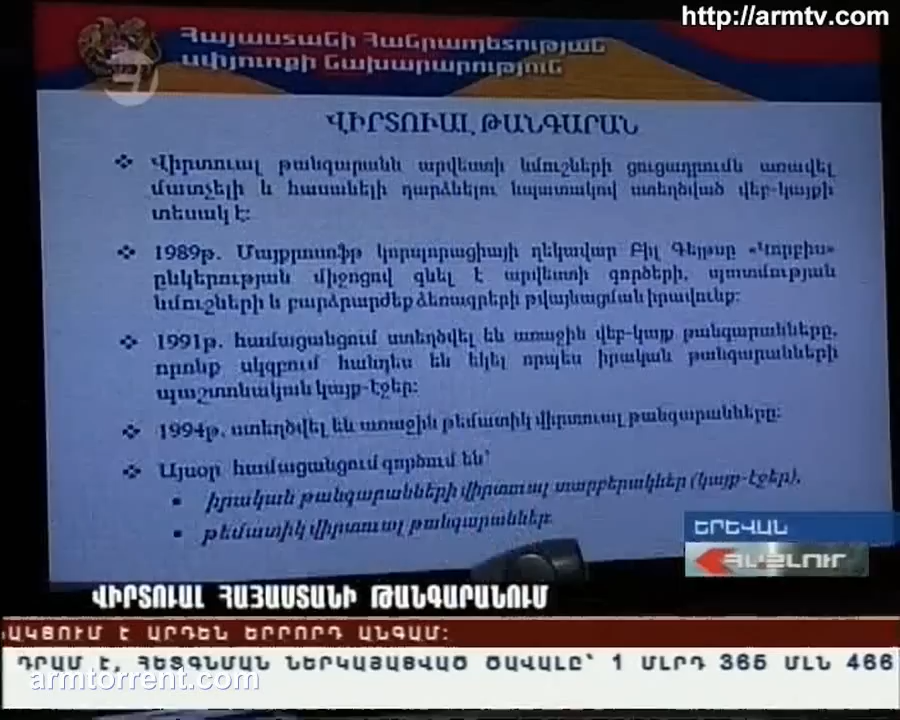 http://armtv.com
Հայաստանի Հանրապետության
սփյուռքի նախարարություն
ՎԻՐՏՈՒԱԼ ԹԱՆԳԱՐԱՆ
❖ Վիրտուալ թանգարանն արվեստի նմուշների ցուցադրումն առավել
մատչելի և հասանելի դարձնելու նպատակով ստեղծված վեբ-կայքի
տեսակ է:
❖ 1989թ. Մայքրոսոֆթ կորպորացիայի ղեկավար Բիլ Գեյթսը «Կորբիս»
ընկերության միջոցով գնել է արվեստի գործերի, պատմության
նմուշների և բարձրարժեք ձեռագրերի թվայնացման իրավունք:
❖ 1991թ. համացանցում ստեղծվել են առաջին վեբ-կայք թանգարանները,
որոնք սկզբում հանդես են եկել որպես իրական թանգարանների
պաշտոնական կայք-էջեր:
❖ 1994թ. ստեղծվել են առաջին թեմատիկ վիրտուալ թանգարանները:
❖ Այսօր համացանցում գործում են՝
▪ իրական թանգարանների վիրտուալ տարբերակներ (կայք-էջեր),
▪ թեմատիկ վիրտուալ թանգարաններ
ԵՐԵՎԱՆ
ՀԱՅԼՈՒՐ
ՎԻՐՏՈՒԱԼ ՀԱՅԱՍՏԱՆԻ ԹԱՆԳԱՐԱՆՈՒՄ
ԱԿՑՈՒՄ Է ԱՐԴԵՆ ԵՐՐՈՐԴ ԱՆԳԱՄ:
ԴՐԱՄ Է, ՀԵՏԳՆՄԱՆ ՆԵՐԿԱՅԱՑՎԱԾ ԾԱՎԱԼԸ՝ 1 ՄԼՐԴ 365 ՄԼՆ 466
armtorrent.com